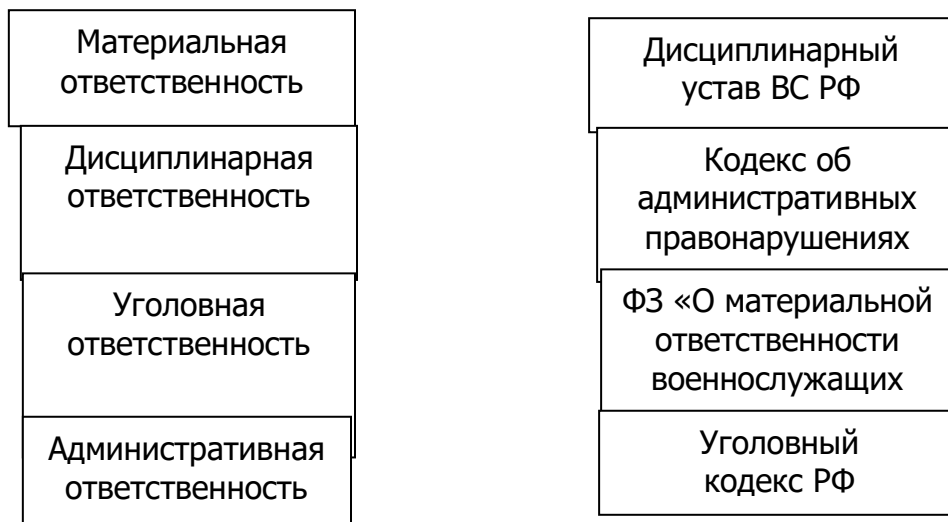 Материальная
ответственность
Дисциплинарная
ответственность
Уголовная
ответственность
Административная
ответственность
Дисциплинарный
устав ВС РФ
Кодекс об
административных
правонарушениях
ФЗ «О материальной
ответственности
военнослужащих
Уголовный
кодекс РФ